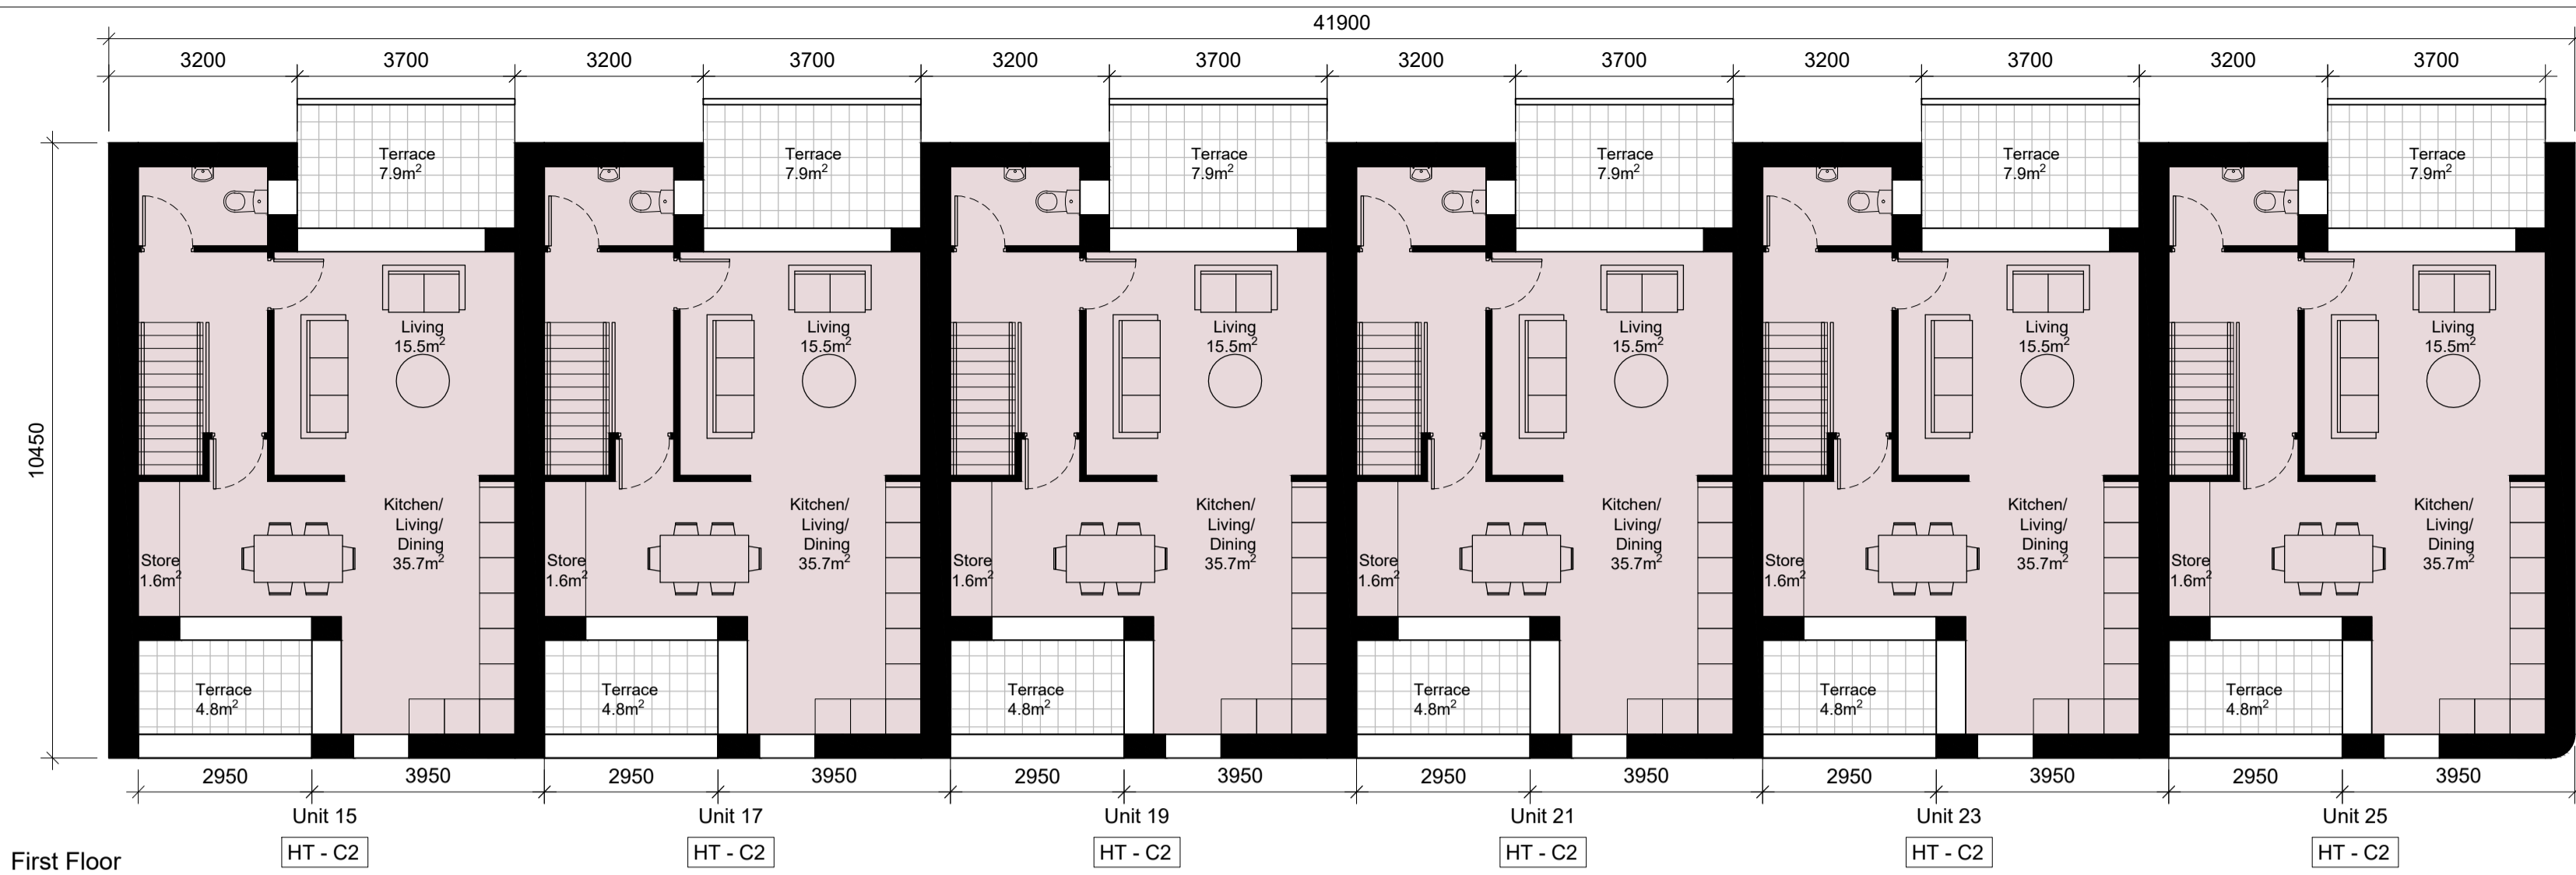 41900
3200 3700 3200 3700 3200 3700 3200 3700 3200 3700 3200 3700
Terrace Terrace Terrace Terrace Terrace Terrace
7.9m² 7.9m² 7.9m² 7.9m² 7.9m² 7.9m²
Living Living Living Living Living Living
15.5m² 15.5m² 15.5m² 15.5m² 15.5m² 15.5m²
10450
Kitchen/ Kitchen/ Kitchen/ Kitchen/ Kitchen/ Kitchen/
Living/ Living/ Living/ Living/ Living/ Living/
Dining Dining Dining Dining Dining Dining
35.7m² 35.7m² 35.7m² 35.7m² 35.7m² 35.7m²
Store Store Store Store Store Store
1.6m² 1.6m² 1.6m² 1.6m² 1.6m² 1.6m²
Terrace Terrace Terrace Terrace Terrace Terrace
4.8m² 4.8m² 4.8m² 4.8m² 4.8m² 4.8m²
2950 3950 2950 3950 2950 3950 2950 3950 2950 3950 2950 3950
Unit 15 Unit 17 Unit 19 Unit 21 Unit 23 Unit 25
HT - C2 HT - C2 HT - C2 HT - C2 HT - C2 HT - C2
First Floor